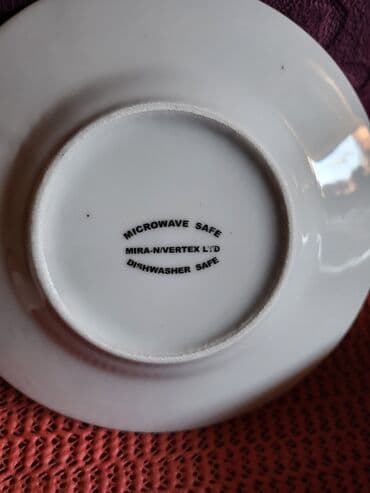 MICROWAVE SAFE
MIRA-N/VERTEX LTD
DISHWASHER SAFE